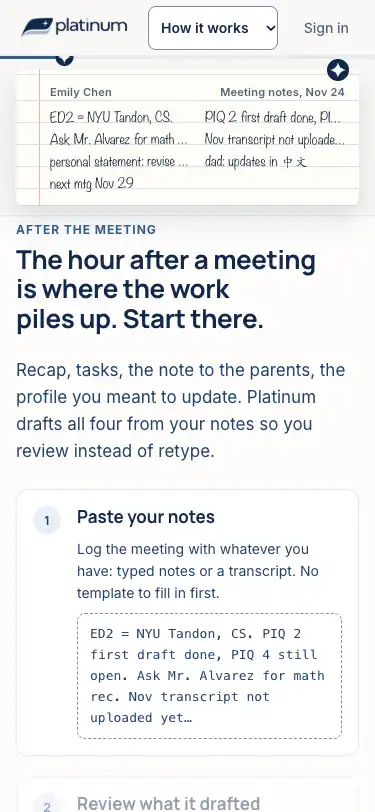 platinum
How it works
Sign in
Emily Chen
Meeting notes, Nov 24
ED2 = NYU Tandon, CS.
PIQ 2 first draft done, PI...
Ask Mr. Alvarez for math ...
Nov transcript not uploade...
personal statement: revise ...
dad: updates in 中文
next mtg Nov 29
AFTER THE MEETING
The hour after a meeting
is where the work
piles up. Start there.
Recap, tasks, the note to the parents, the
profile you meant to update. Platinum
drafts all four from your notes so you
review instead of retype.
1
Paste your notes
Log the meeting with whatever you
have: typed notes or a transcript. No
template to fill in first.
ED2 = NYU Tandon, CS. PIQ 2
first draft done, PIQ 4 still
open. Ask Mr. Alvarez for math
rec. Nov transcript not
uploaded yet…
2
Review what it drafted